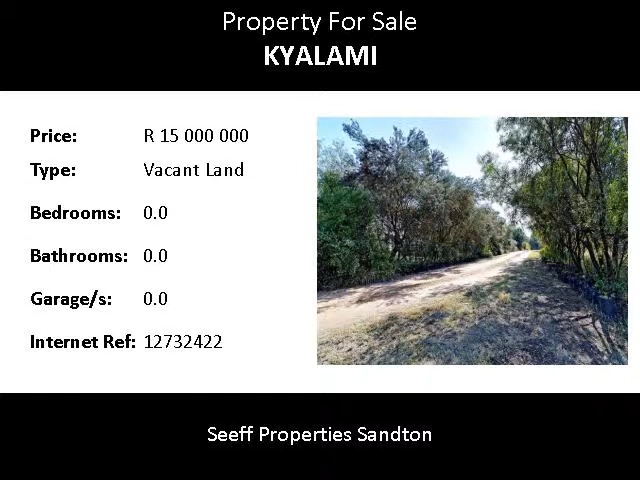 Property For Sale
KYALAMI
Price: R 15 000 000
Type: Vacant Land
Bedrooms: 0.0
Bathrooms: 0.0
Garage/s: 0.0
Internet Ref: 12732422
Seeff Properties Sandton